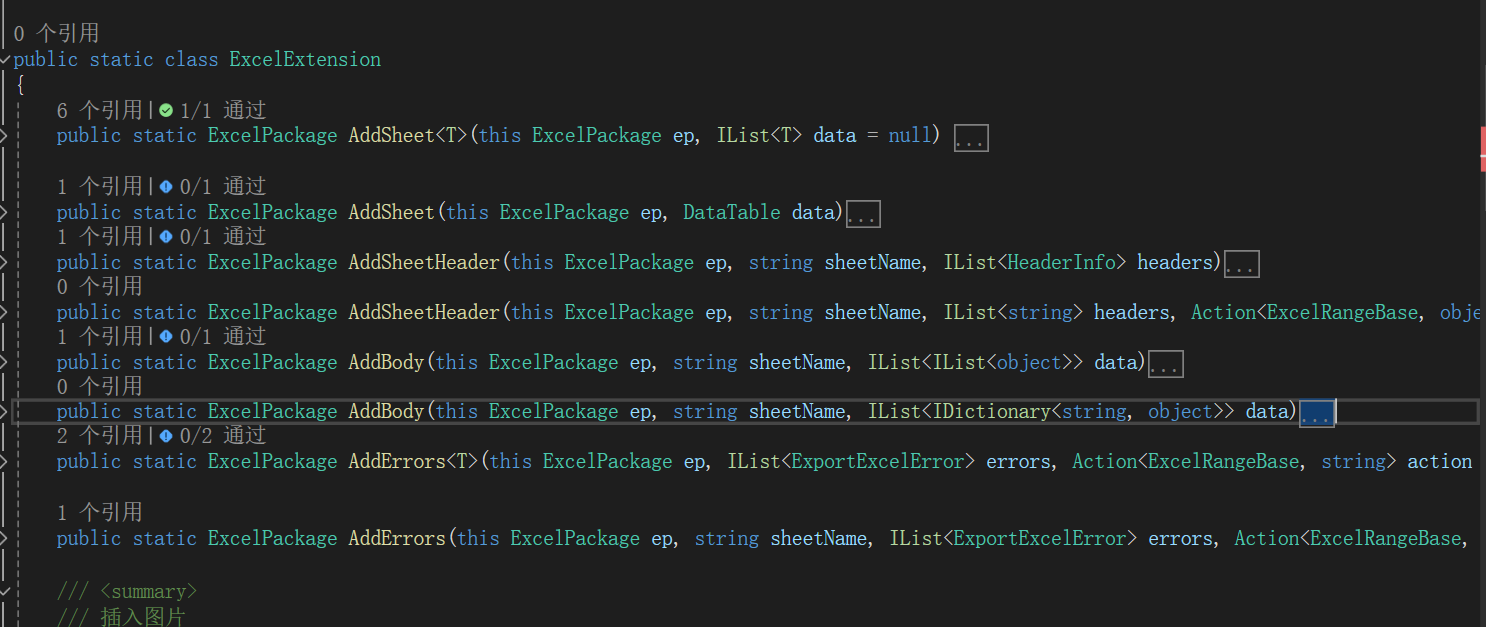 0 个引用
public static class ExcelExtension
{
6 个引用|1/1 通过
public static ExcelPackage AddSheet<T>(this ExcelPackage ep, IList<T> data = null) ...
1 个引用|0/1 通过
public static ExcelPackage AddSheet(this ExcelPackage ep, DataTable data)...
1 个引用|0/1 通过
public static ExcelPackage AddSheetHeader(this ExcelPackage ep, string sheetName, IList<HeaderInfo> headers)...
0 个引用
public static ExcelPackage AddSheetHeader(this ExcelPackage ep, string sheetName, IList<string> headers, Action<ExcelRangeBase, obje
1 个引用|0/1 通过
public static ExcelPackage AddBody(this ExcelPackage ep, string sheetName, IList<IList<object>> data)...
0 个引用
public static ExcelPackage AddBody(this ExcelPackage ep, string sheetName, IList<IDictionary<string, object>> data)...
2 个引用|0/2 通过
public static ExcelPackage AddErrors<T>(this ExcelPackage ep, IList<ExportExcelError> errors, Action<ExcelRangeBase, string> action
1 个引用
public static ExcelPackage AddErrors(this ExcelPackage ep, string sheetName, IList<ExportExcelError> errors, Action<ExcelRangeBase,
/// <summary>
/// 插入图片